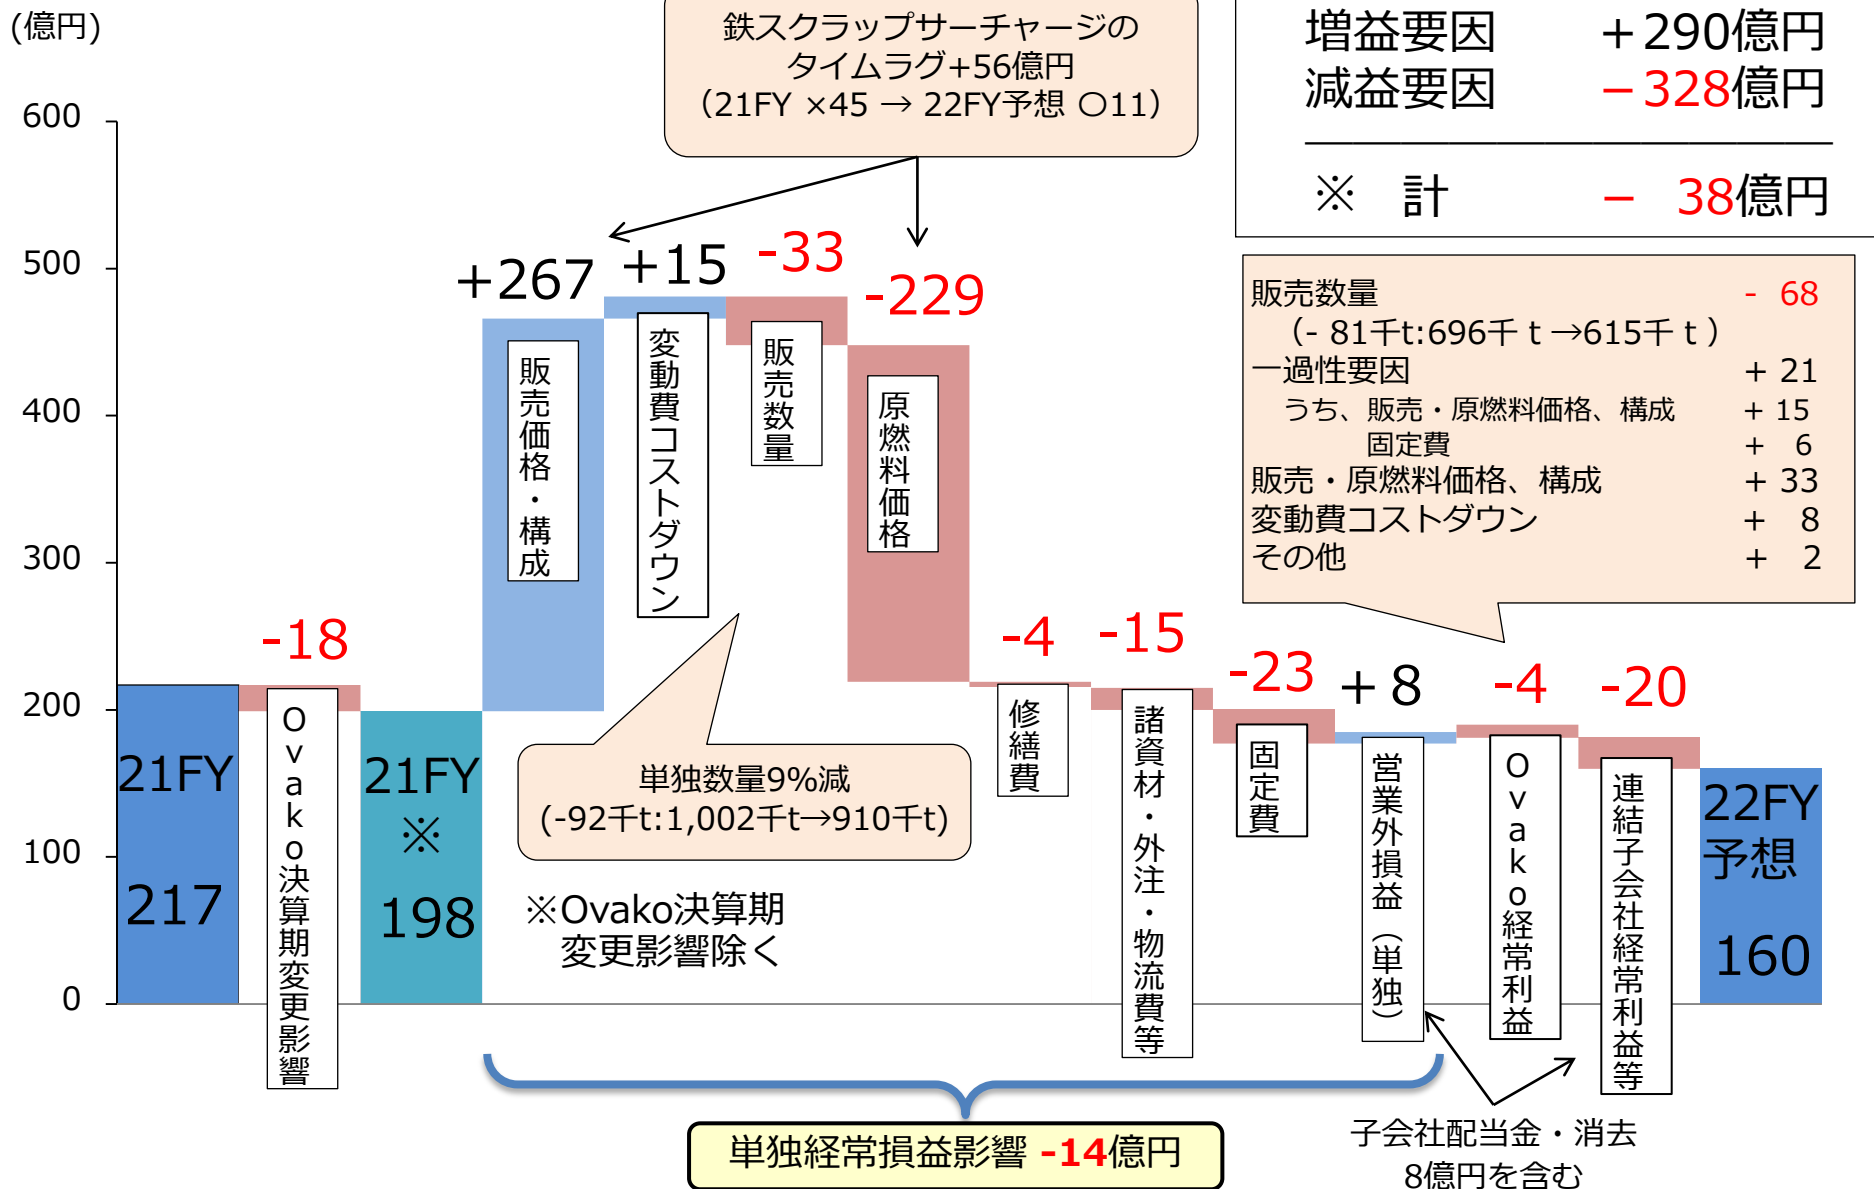 (億円)
鉄スクラップサーチャージの
タイムラグ+56億円
（21FY ×45 → 22FY予想 〇11）
増益要因 +290億円
減益要因 −328億円
※ 計 − 38億円
600
500
400
300
200
100
0
+267
+15
-33
-229
-18
-4
-15
-23
+8
-4
-20
販売数量 - 68
（- 81千t:696千ｔ→615千ｔ）
一過性要因 + 21
うち、販売・原燃料価格、構成 + 15
固定費 + 6
販売・原燃料価格、構成 + 33
変動費コストダウン + 8
その他 + 2
21FY
217
Ovako決算期変更影響
21FY
※
198
販売価格・構成
変動費コストダウン
販売数量
原燃料価格
修繕費
諸資材・外注・物流費等
固定費
営業外損益（単独）
Ovako経常利益
連結子会社経常利益等
22FY
予想
160
単独数量9%減
(-92千t:1,002千t→910千t)
※Ovako決算期
変更影響除く
単独経常損益影響 -14億円
子会社配当金・消去
8億円を含む